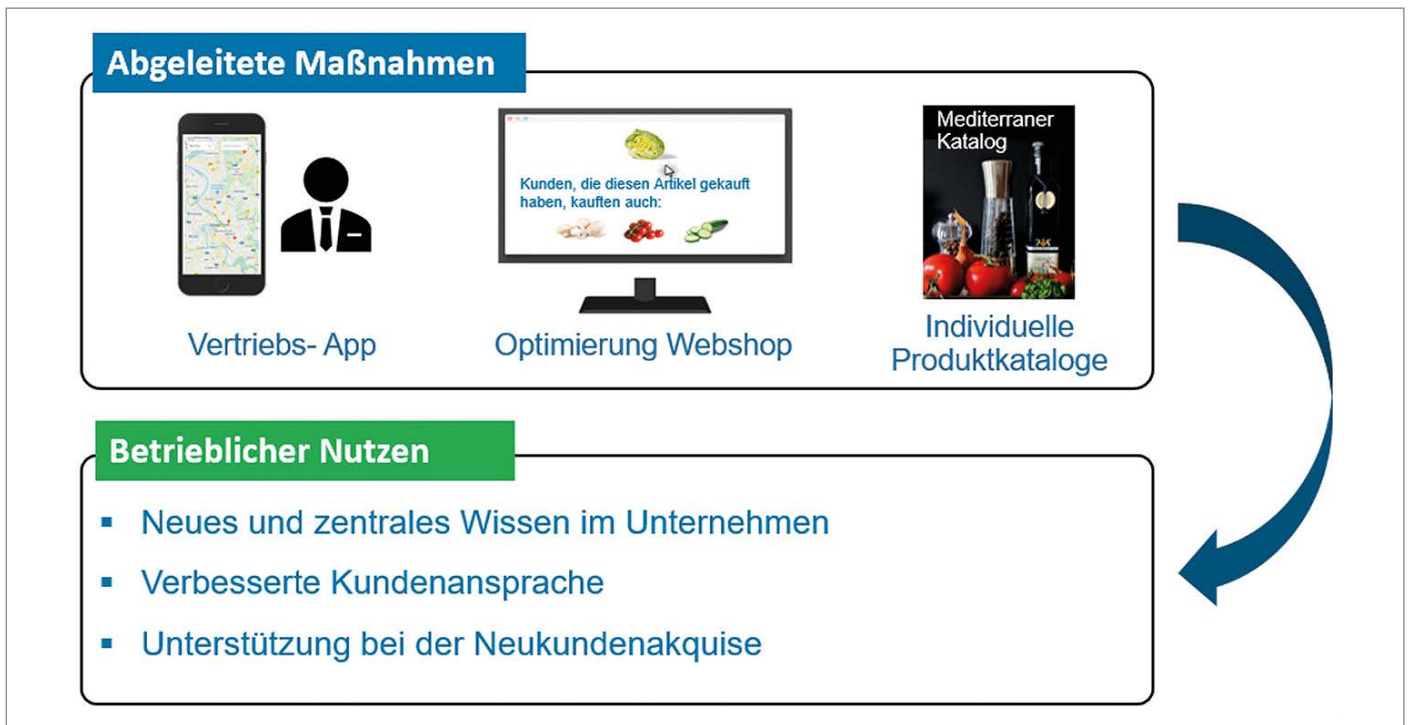 Abgeleitete Maßnahmen
Mediterraner
Katalog
Kunden, die diesen Artikel gekauft
haben, kauften auch:
Vertriebs- App
Optimierung Webshop
Individuelle
Produktkataloge
Betrieblicher Nutzen
▪ Neues und zentrales Wissen im Unternehmen
▪ Verbesserte Kundenansprache
▪ Unterstützung bei der Neukundenakquise